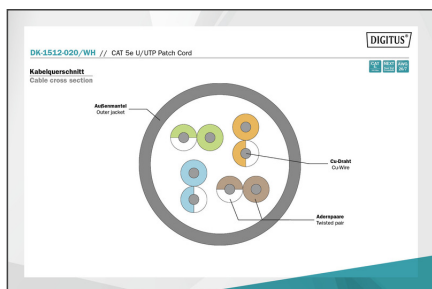 DIGITUS®
DK-1512-020/WH // CAT 5e U/UTP Patch Cord
Kabelquerschnitt
Cable cross section
Außenmantel
Outer jacket
Cu-Draht
Cu-Wire
Adernpaare
Twisted pair